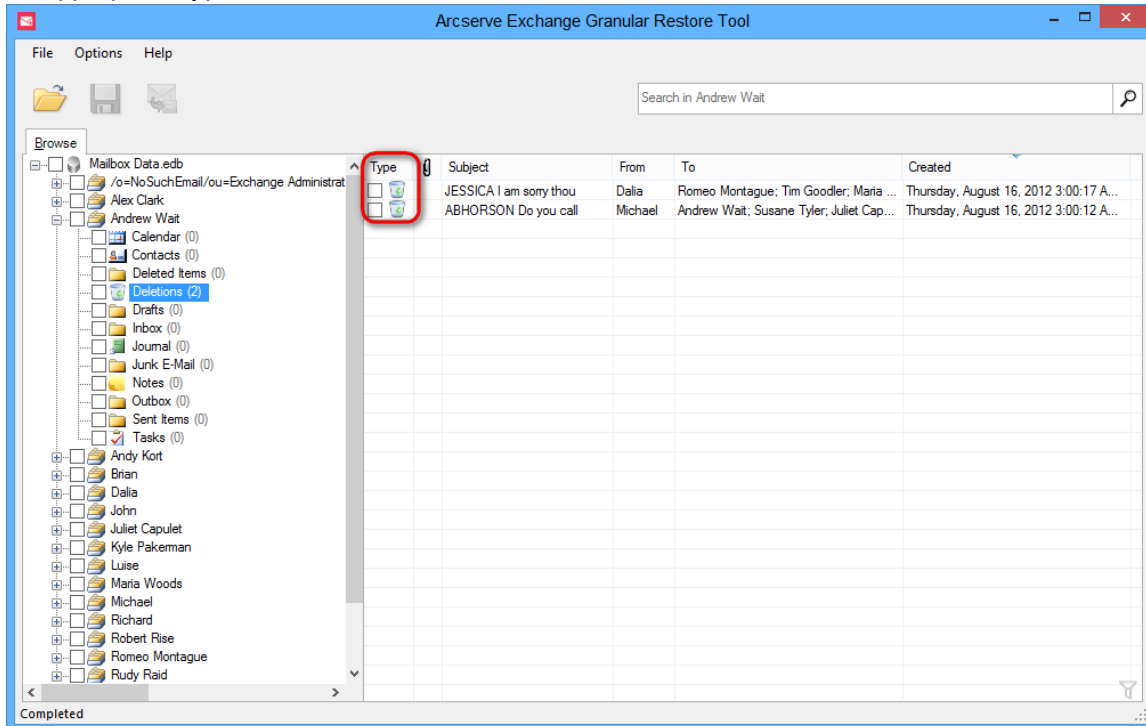 Arcserve Exchange Granular Restore Tool
File Options Help
Search in Andrew Wait
Browse
Mailbox Data.edb
/o=NoSuchEmail/ou=Exchange Administrat
Alex Clark
Andrew Wait
Calendar (0)
Contacts (0)
Deleted Items (0)
Deletions (2)
Drafts (0)
Inbox (0)
Journal (0)
Junk E-Mail (0)
Notes (0)
Outbox (0)
Sent Items (0)
Tasks (0)
Andy Kort
Brian
Dalia
John
Juliet Capulet
Kyle Pakerman
Luise
Maria Woods
Michael
Richard
Robert Rise
Romeo Montague
Rudy Raid
Type Subject From To Created
JESSICA I am sorry thou Dalia Romeo Montague; Tim Goodler; Maria ... Thursday, August 16, 2012 3:00:17 A...
ABHORSON Do you call Michael Andrew Wait; Susane Tyler; Juliet Cap... Thursday, August 16, 2012 3:00:12 A...
Completed